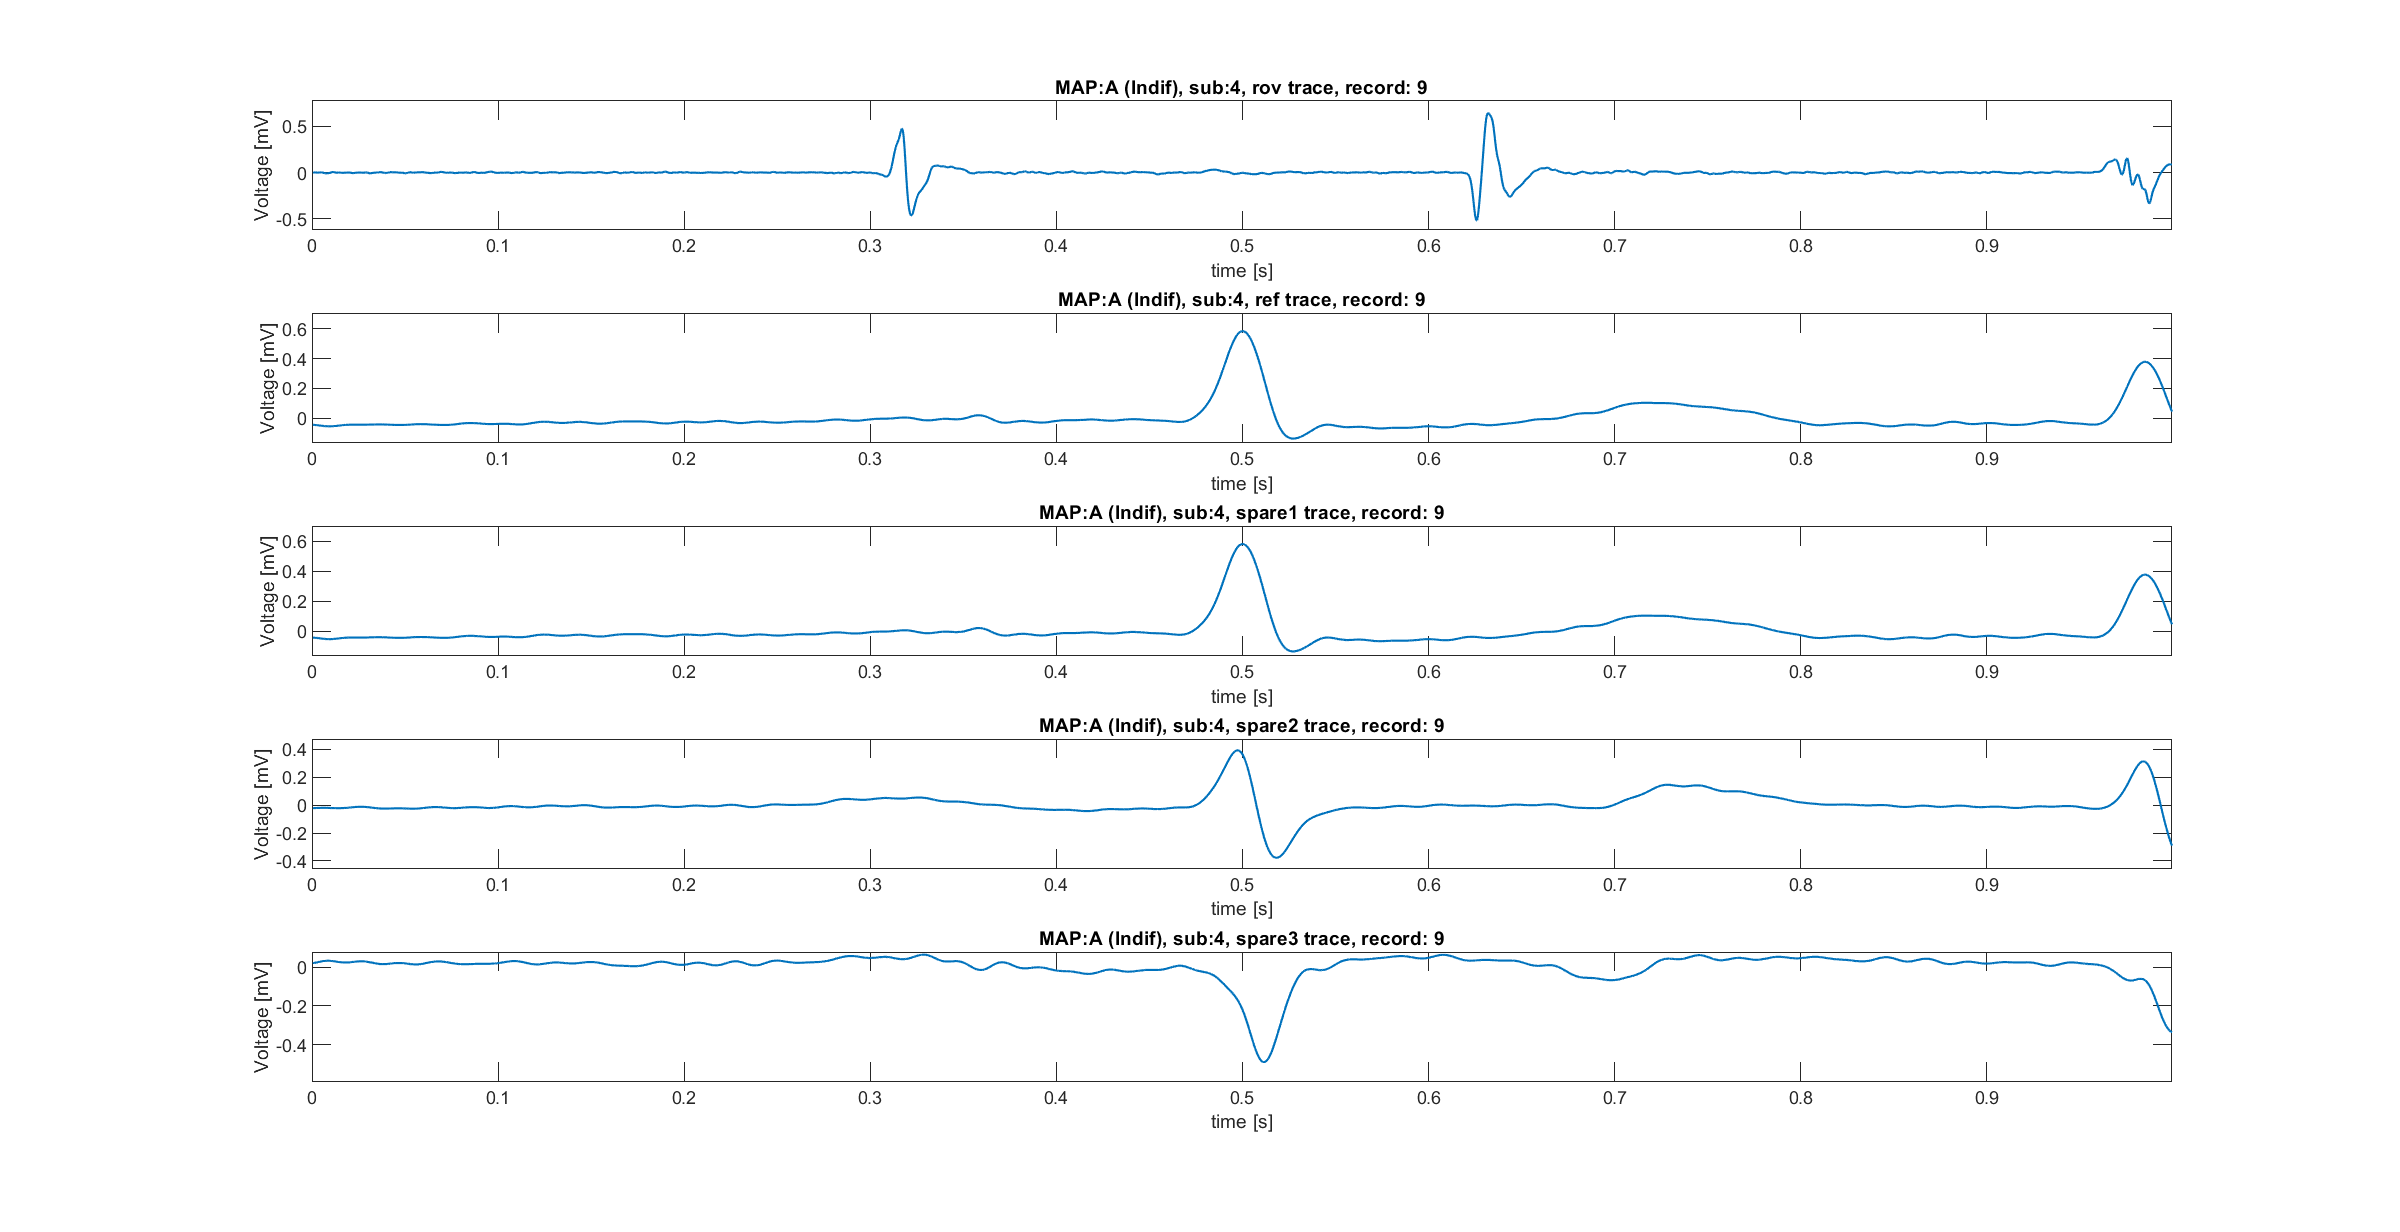 MAP:A (Indif), sub:4, rov trace, record: 9
Voltage [mV]
0.5
0
-0.5
0 0.1 0.2 0.3 0.4 0.5 0.6 0.7 0.8 0.9
time [s]
MAP:A (Indif), sub:4, ref trace, record: 9
Voltage [mV]
0.6
0.4
0.2
0
0 0.1 0.2 0.3 0.4 0.5 0.6 0.7 0.8 0.9
time [s]
MAP:A (Indif), sub:4, spare1 trace, record: 9
Voltage [mV]
0.6
0.4
0.2
0
0 0.1 0.2 0.3 0.4 0.5 0.6 0.7 0.8 0.9
time [s]
MAP:A (Indif), sub:4, spare2 trace, record: 9
Voltage [mV]
0.4
0.2
0
-0.2
-0.4
0 0.1 0.2 0.3 0.4 0.5 0.6 0.7 0.8 0.9
time [s]
MAP:A (Indif), sub:4, spare3 trace, record: 9
Voltage [mV]
0
-0.2
-0.4
0 0.1 0.2 0.3 0.4 0.5 0.6 0.7 0.8 0.9
time [s]